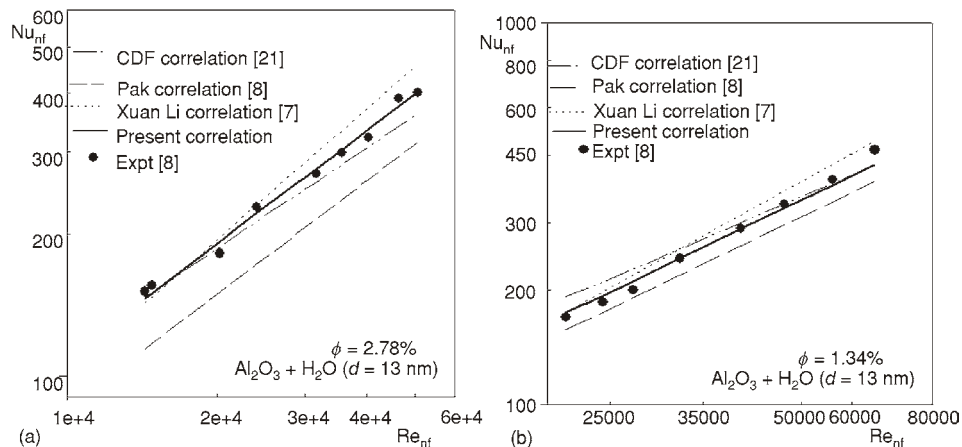 600
Nu_nf
500
CDF correlation [21]
400
Pak correlation [8]
Xuan Li correlation [7]
Present correlation
300
Expt [8]
200
ϕ = 2.78%
Al₂O₃ + H₂O (d = 13 nm)
100
1e+4 2e+4 3e+4 4e+4 6e+4
(a) Re_nf
1000
Nu_nf
800
CDF correlation [21]
Pak correlation [8]
600
Xuan Li correlation [7]
Present correlation
450
Expt [8]
300
200
ϕ = 1.34%
Al₂O₃ + H₂O (d = 13 nm)
100
25000 35000 50000 60000 80000
(b) Re_nf